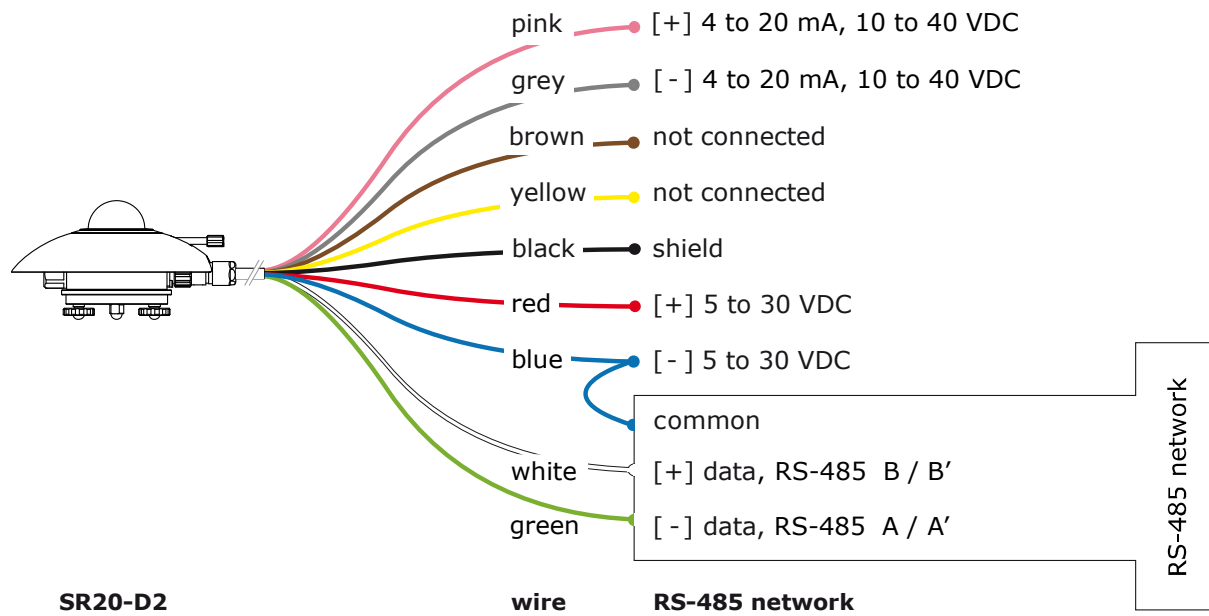 pink [+] 4 to 20 mA, 10 to 40 VDC
grey [-] 4 to 20 mA, 10 to 40 VDC
brown not connected
yellow not connected
black shield
red [+] 5 to 30 VDC
blue [-] 5 to 30 VDC
common
white [+] data, RS-485 B / B’
green [-] data, RS-485 A / A’
RS-485 network
SR20-D2 wire RS-485 network